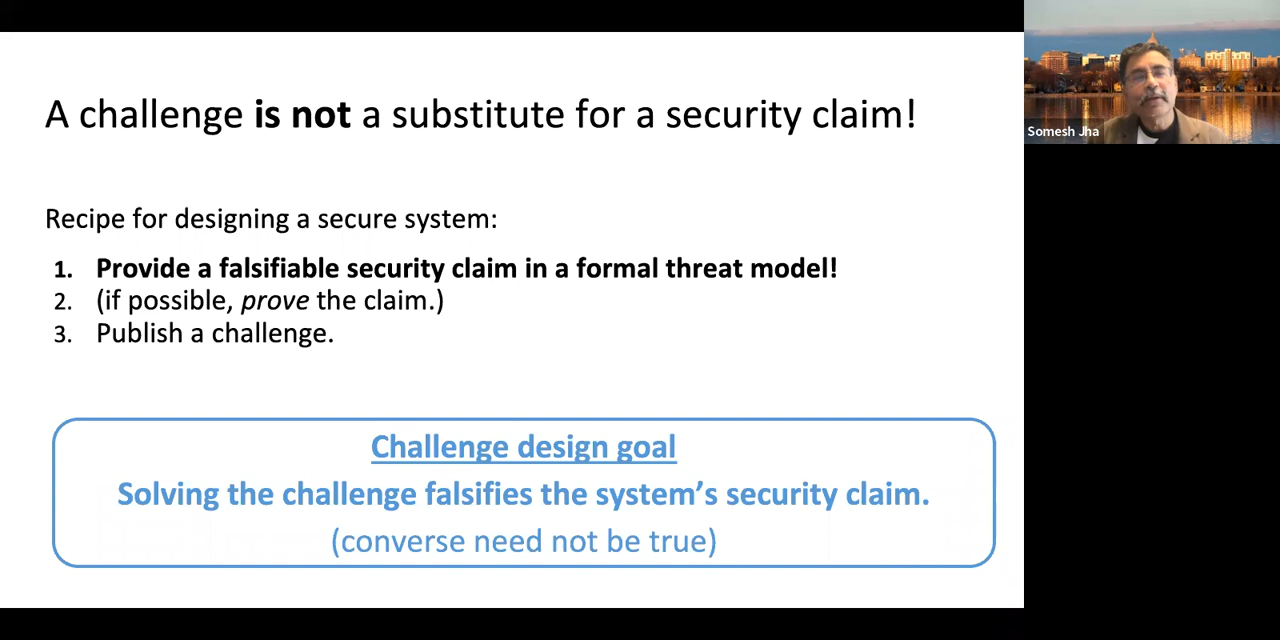 A challenge is not a substitute for a security claim!
Somesh Jha
Recipe for designing a secure system:
1. Provide a falsifiable security claim in a formal threat model!
2. (if possible, prove the claim.)
3. Publish a challenge.
Challenge design goal
Solving the challenge falsifies the system’s security claim.
(converse need not be true)